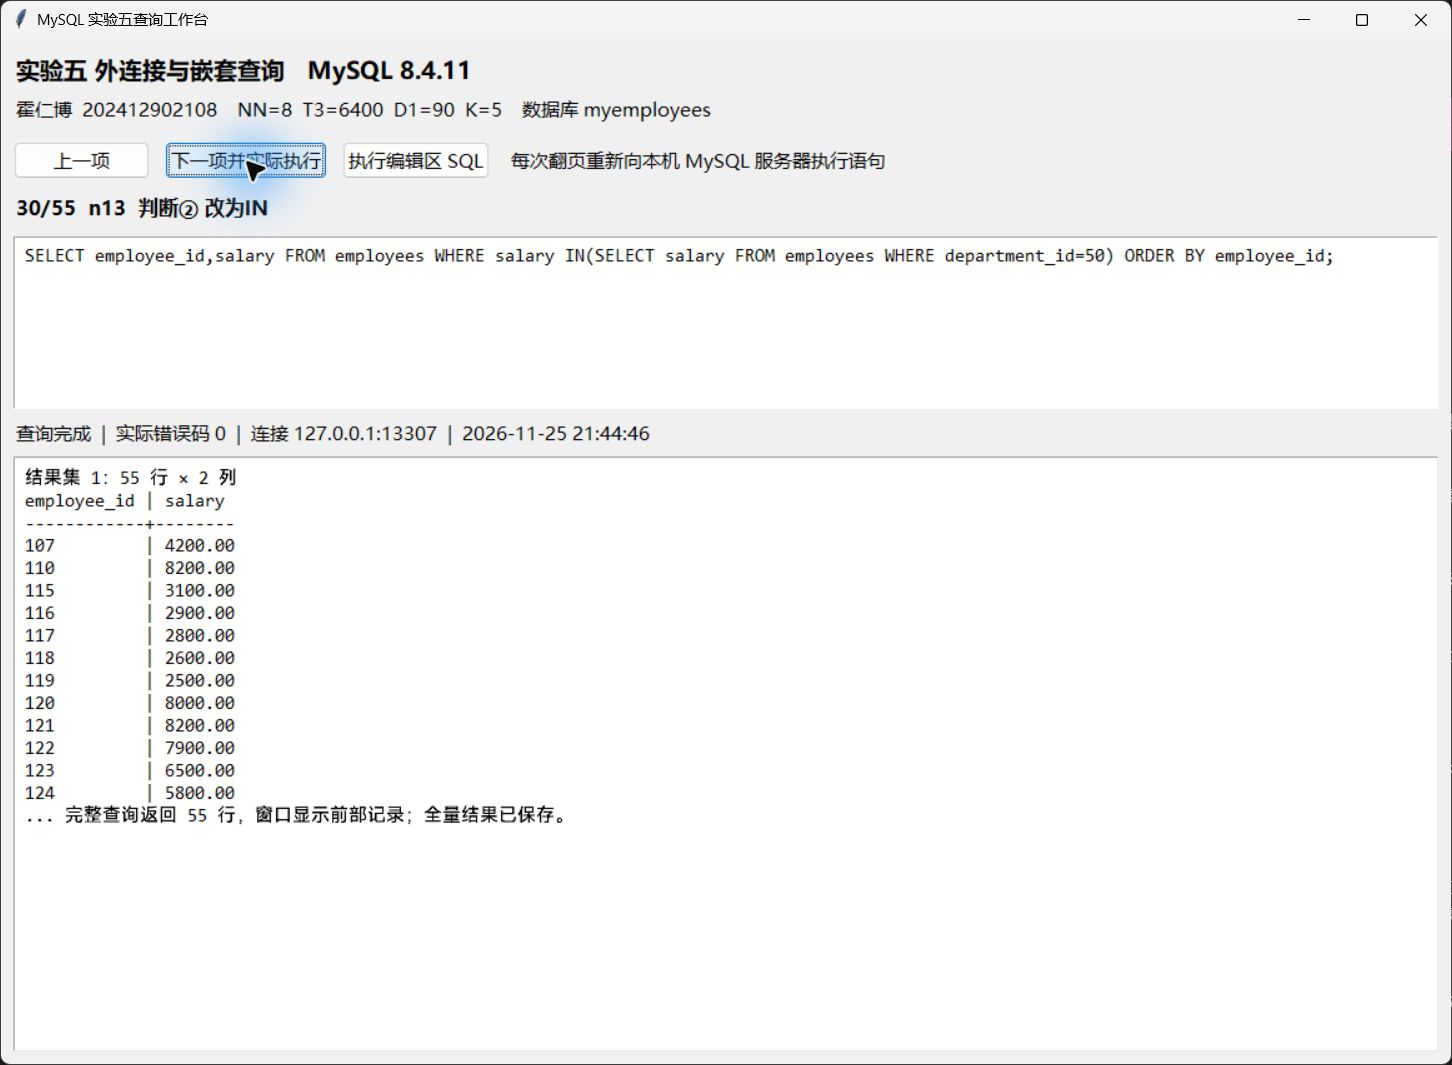 MySQL 实验五查询工作台
实验五 外连接与嵌套查询 MySQL 8.4.11
霍仁博 202412902108 NN=8 T3=6400 D1=90 K=5 数据库 myemployees
上一项 下一项并实际执行 执行编辑区 SQL 每次翻页重新向本机 MySQL 服务器执行语句
30/55 n13 判断② 改为IN
SELECT employee_id,salary FROM employees WHERE salary IN(SELECT salary FROM employees WHERE department_id=50) ORDER BY employee_id;
查询完成 | 实际错误码 0 | 连接 127.0.0.1:13307 | 2026-11-25 21:44:46
结果集 1: 55 行 × 2 列
employee_id | salary
------------+--------
107 | 4200.00
110 | 8200.00
115 | 3100.00
116 | 2900.00
117 | 2800.00
118 | 2600.00
119 | 2500.00
120 | 8000.00
121 | 8200.00
122 | 7900.00
123 | 6500.00
124 | 5800.00
... 完整查询返回 55 行，窗口显示前部记录；全量结果已保存。